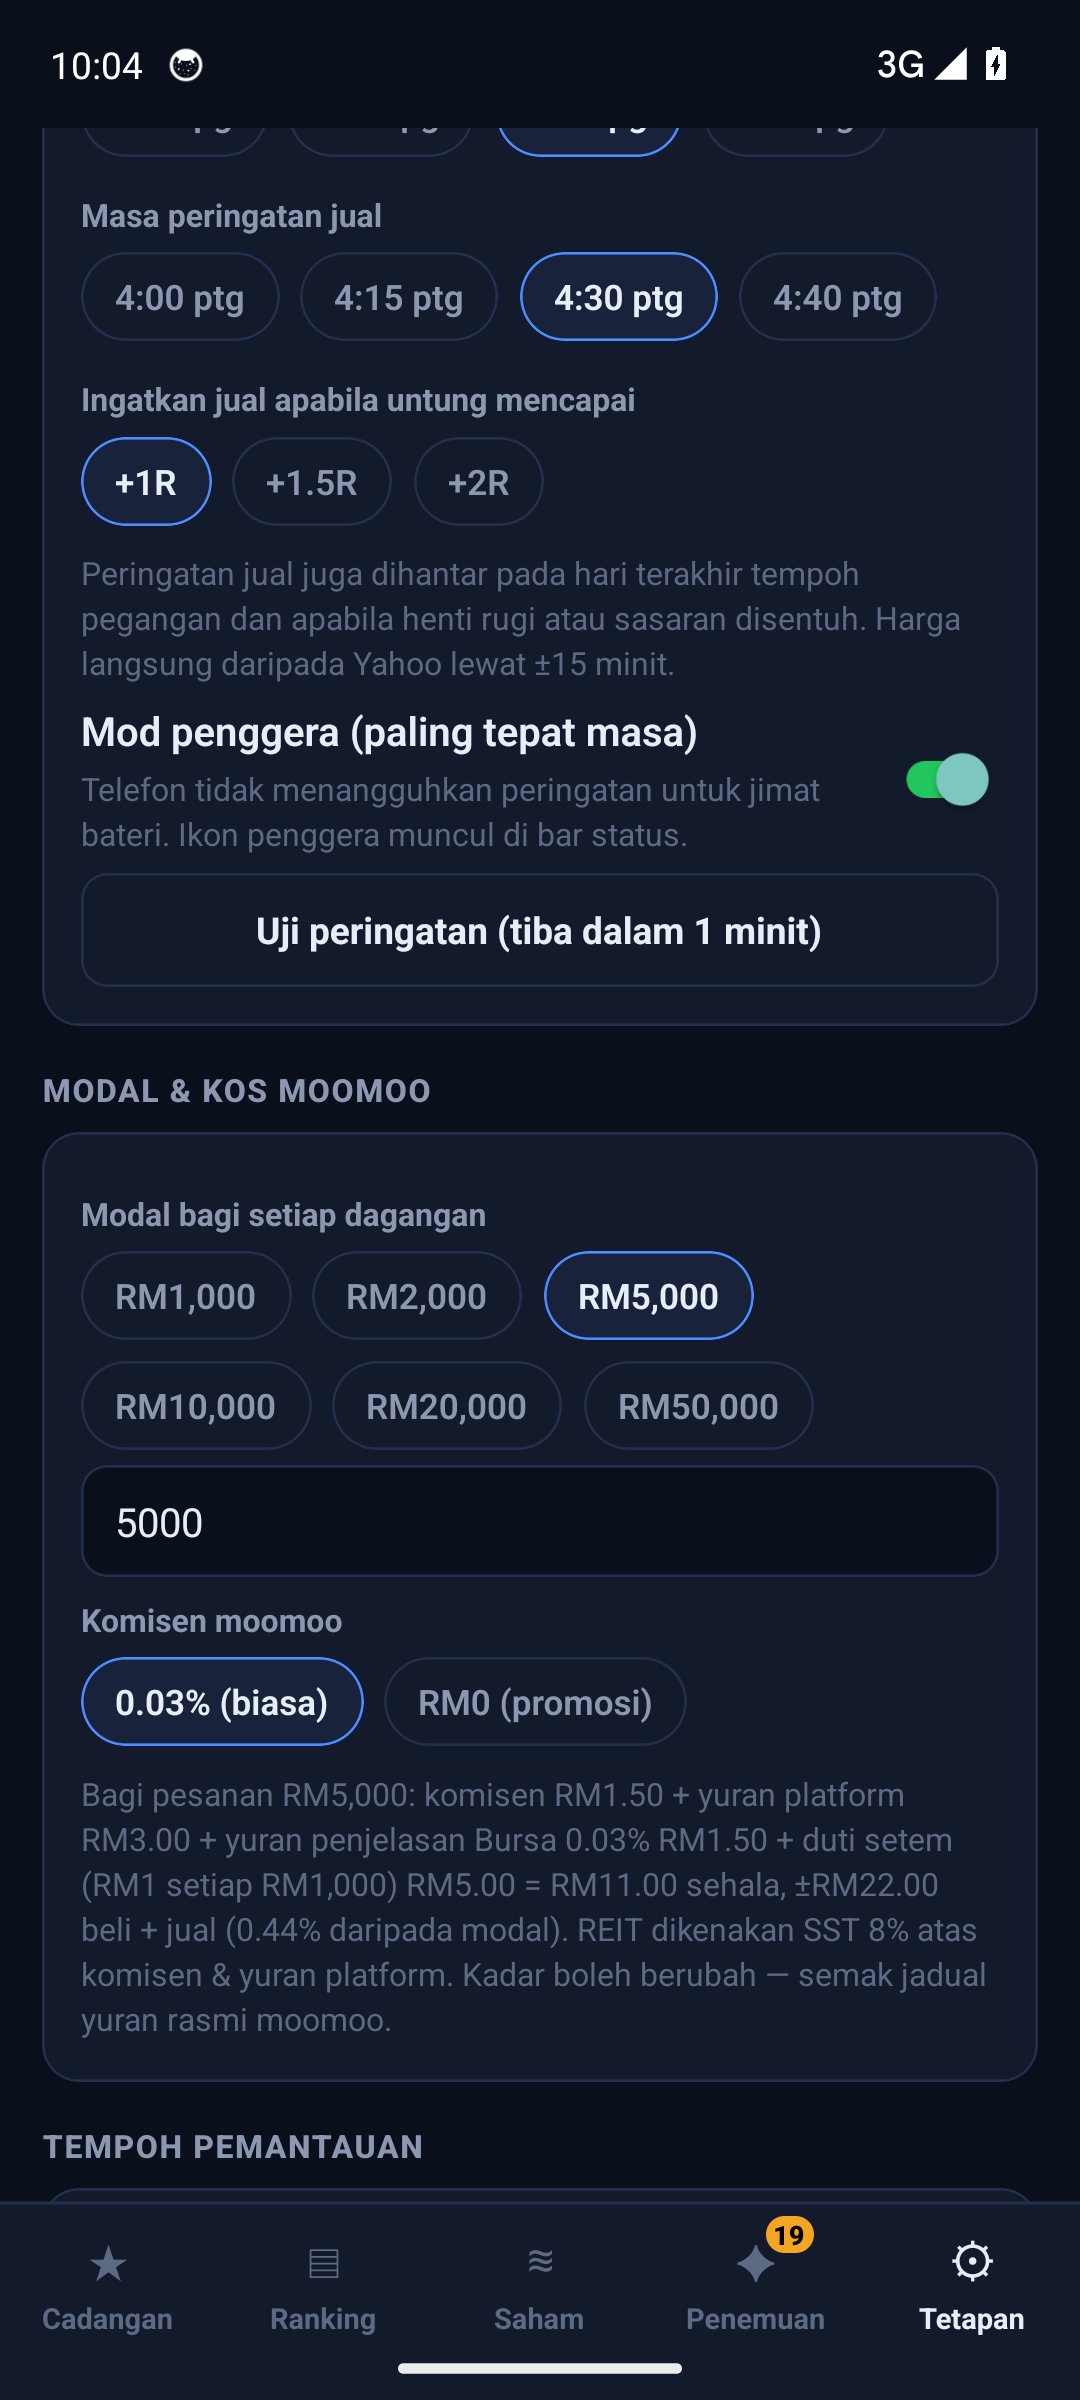 10:04
3G
Masa peringatan jual
4:00 ptg
4:15 ptg
4:30 ptg
4:40 ptg
Ingatkan jual apabila untung mencapai
+1R
+1.5R
+2R
Peringatan jual juga dihantar pada hari terakhir tempoh
pegangan dan apabila henti rugi atau sasaran disentuh. Harga
langsung daripada Yahoo lewat ±15 minit.
Mod penggera (paling tepat masa)
Telefon tidak menangguhkan peringatan untuk jimat
bateri. Ikon penggera muncul di bar status.
Uji peringatan (tiba dalam 1 minit)
MODAL & KOS MOOMOO
Modal bagi setiap dagangan
RM1,000
RM2,000
RM5,000
RM10,000
RM20,000
RM50,000
5000
Komisen moomoo
0.03% (biasa)
RM0 (promosi)
Bagi pesanan RM5,000: komisen RM1.50 + yuran platform
RM3.00 + yuran penjelasan Bursa 0.03% RM1.50 + duti setem
(RM1 setiap RM1,000) RM5.00 = RM11.00 sehala, ±RM22.00
beli + jual (0.44% daripada modal). REIT dikenakan SST 8% atas
komisen & yuran platform. Kadar boleh berubah — semak jadual
yuran rasmi moomoo.
TEMPOH PEMANTAUAN
19
Cadangan
Ranking
Saham
Penemuan
Tetapan